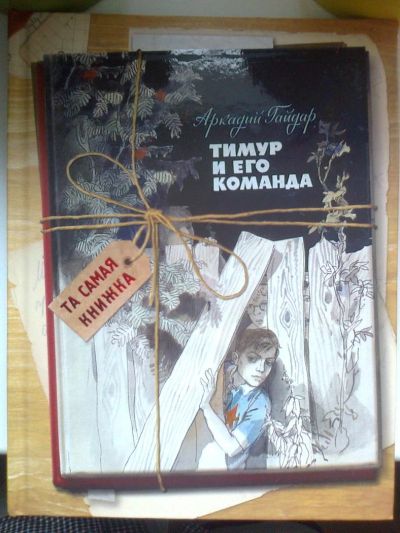 Аркадий Гайдар
ТИМУР
И ЕГО
КОМАНДА
ТА САМАЯ
КНИЖКА